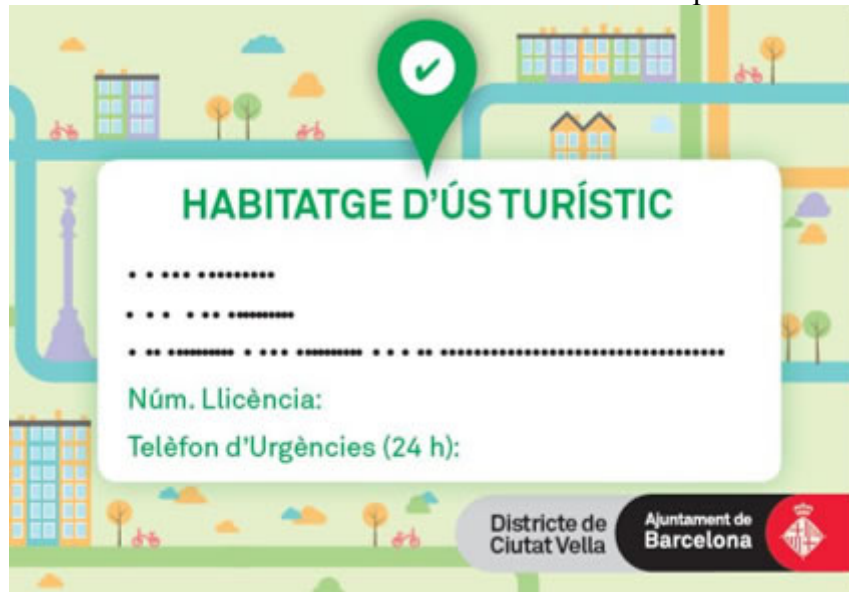 HABITATGE D'ÚS TURÍSTIC
Núm. Llicència:
Telèfon d'Urgències (24 h):
Districte de
Ciutat Vella
Ajuntament de
Barcelona